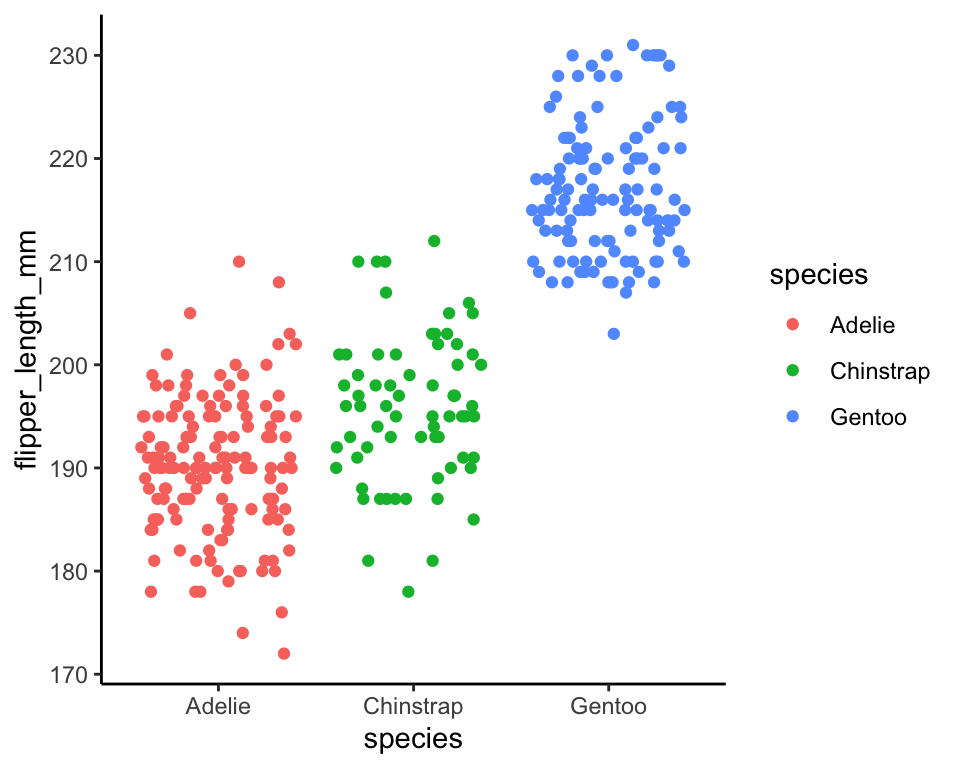 flipper_length_mm
230
220
210
200
190
180
170
Adelie
Chinstrap
Gentoo
species
species
Adelie
Chinstrap
Gentoo